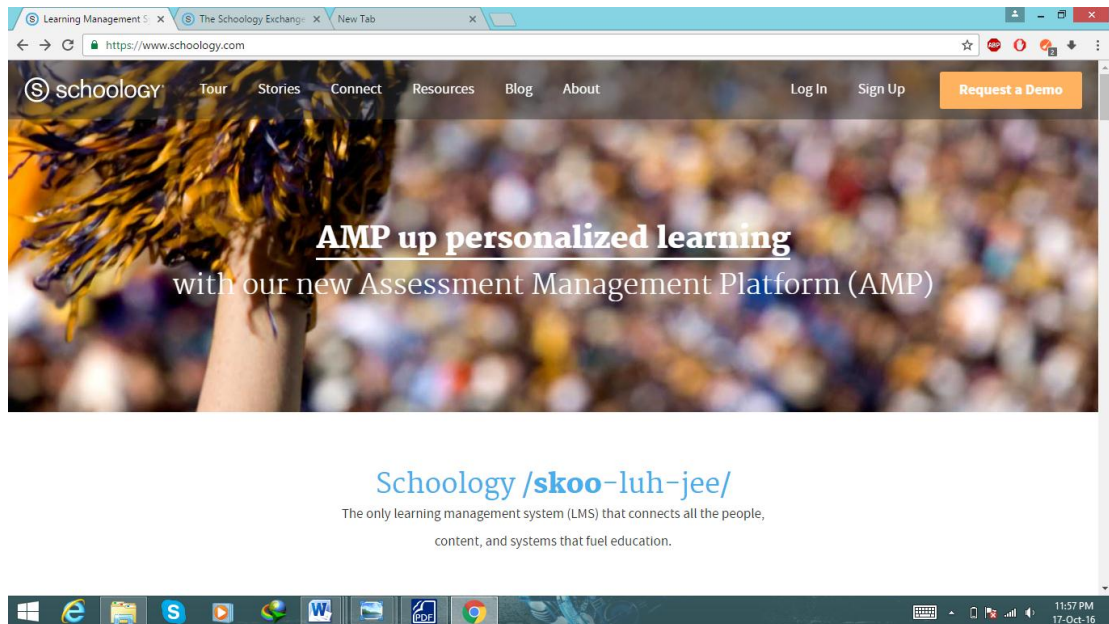 Learning Management S
The Schoology Exchange
New Tab
https://www.schoology.com
ABP
2
S schoology
Tour Stories Connect Resources Blog About Log In Sign Up Request a Demo
AMP up personalized learning
with our new Assessment Management Platform (AMP)
Schoology /skoo-luh-jee/
The only learning management system (LMS) that connects all the people,
content, and systems that fuel education.
PDF
11:57 PM
17-Oct-16